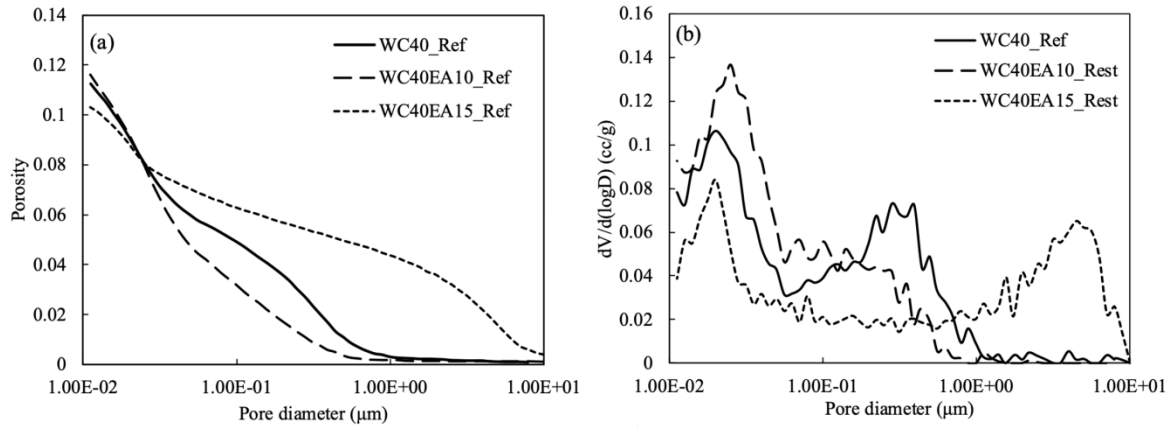 (a)
WC40_Ref
WC40EA10_Ref
WC40EA15_Ref
Porosity
0.14
0.12
0.1
0.08
0.06
0.04
0.02
0
1.00E-02 1.00E-01 1.00E+00 1.00E+01
Pore diameter (μm)
(b)
WC40_Ref
WC40EA10_Rest
WC40EA15_Rest
dV/d(logD) (cc/g)
0.16
0.14
0.12
0.1
0.08
0.06
0.04
0.02
0
1.00E-02 1.00E-01 1.00E+00 1.00E+01
Pore diameter (μm)